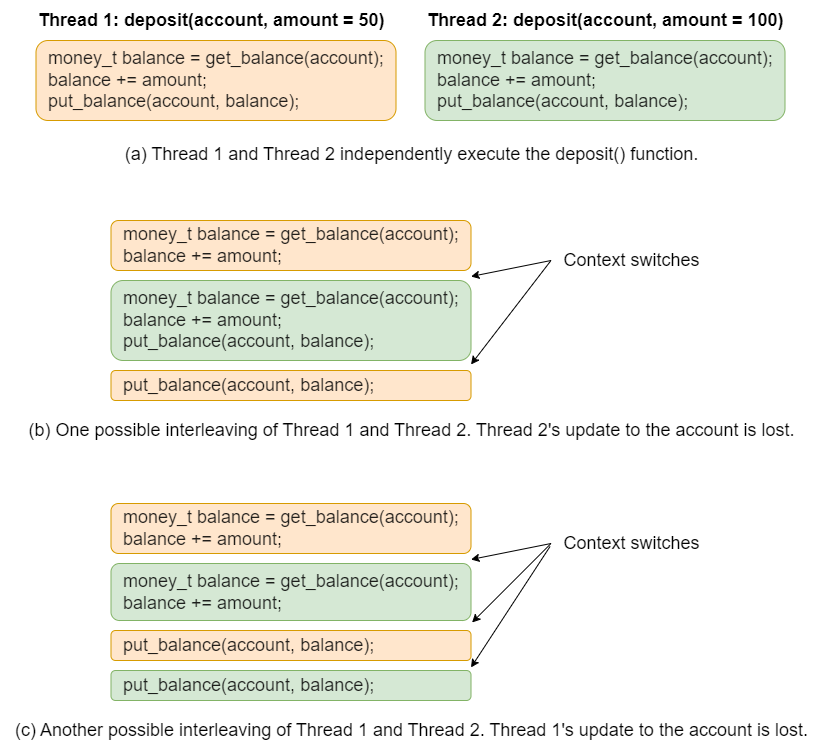 Thread 1: deposit(account, amount = 50)
Thread 2: deposit(account, amount = 100)
money_t balance = get_balance(account);
balance += amount;
put_balance(account, balance);
money_t balance = get_balance(account);
balance += amount;
put_balance(account, balance);
(a) Thread 1 and Thread 2 independently execute the deposit() function.
money_t balance = get_balance(account);
balance += amount;
Context switches
money_t balance = get_balance(account);
balance += amount;
put_balance(account, balance);
put_balance(account, balance);
(b) One possible interleaving of Thread 1 and Thread 2. Thread 2's update to the account is lost.
money_t balance = get_balance(account);
balance += amount;
Context switches
money_t balance = get_balance(account);
balance += amount;
put_balance(account, balance);
put_balance(account, balance);
(c) Another possible interleaving of Thread 1 and Thread 2. Thread 1's update to the account is lost.